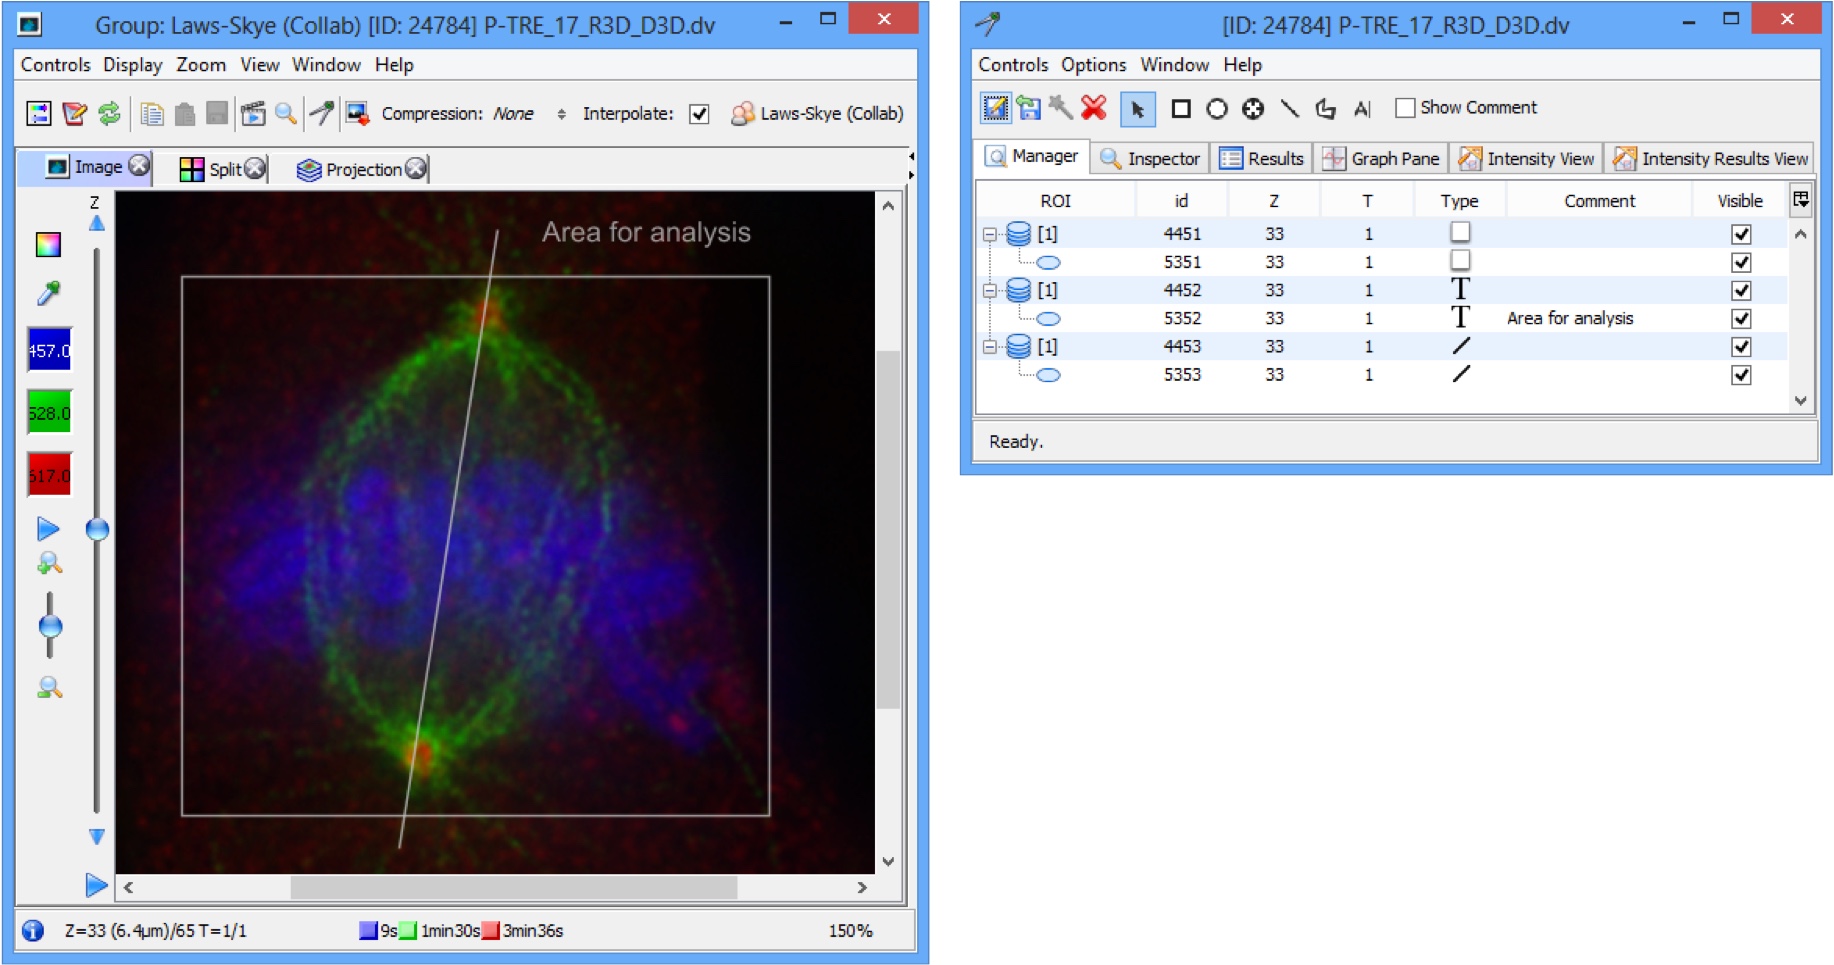 Group: Laws-Skye (Collab) [ID: 24784] P-TRE_17_R3D_D3D.dv
Controls Display Zoom View Window Help
Compression: None Interpolate: Laws-Skye (Collab)
Image Split Projection
Z
Area for analysis
457.0
528.0
617.0
Z=33 (6.4µm)/65 T=1/1 9s 1min30s 3min36s 150%
[ID: 24784] P-TRE_17_R3D_D3D.dv
Controls Options Window Help
A| Show Comment
Manager Inspector Results Graph Pane Intensity View Intensity Results View
ROI id Z T Type Comment Visible
[1] 4451 33 1
5351 33 1
[1] 4452 33 1 T
5352 33 1 T Area for analysis
[1] 4453 33 1
5353 33 1
Ready.